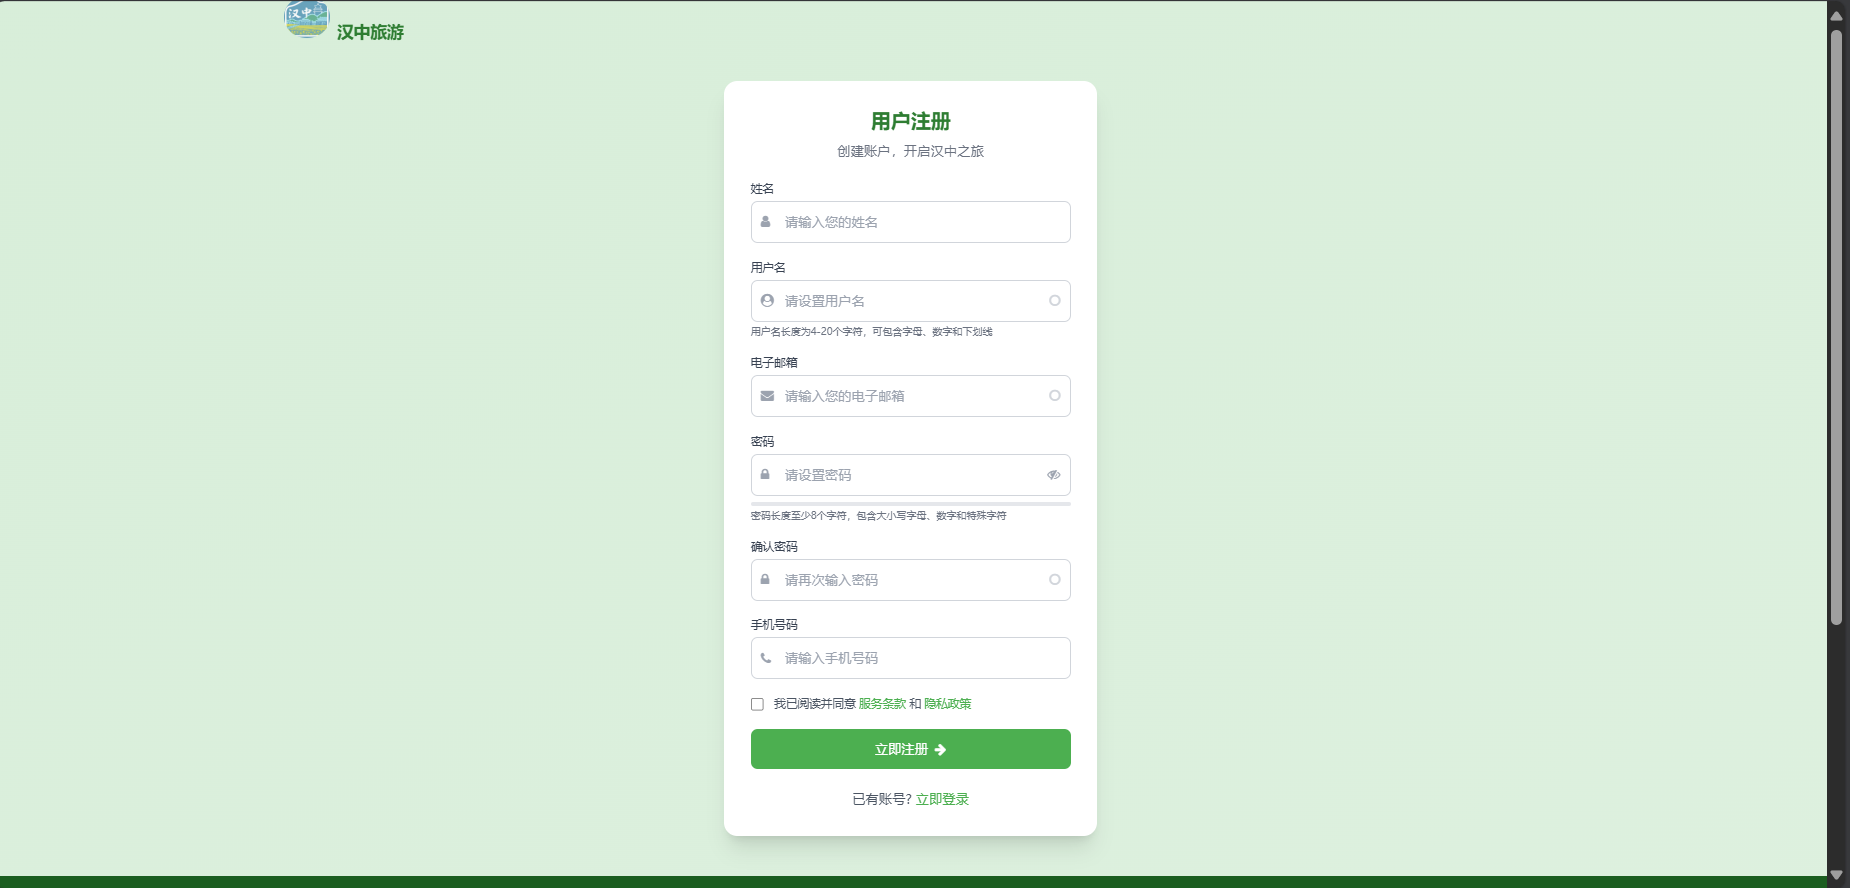 汉中
汉中旅游
用户注册
创建账户，开启汉中之旅
姓名
请输入您的姓名
用户名
请设置用户名
用户名长度为4-20个字符，可包含字母、数字和下划线
电子邮箱
请输入您的电子邮箱
密码
请设置密码
密码长度至少8个字符，包含大小写字母、数字和特殊字符
确认密码
请再次输入密码
手机号码
请输入手机号码
我已阅读并同意 服务条款 和 隐私政策
立即注册
已有账号? 立即登录